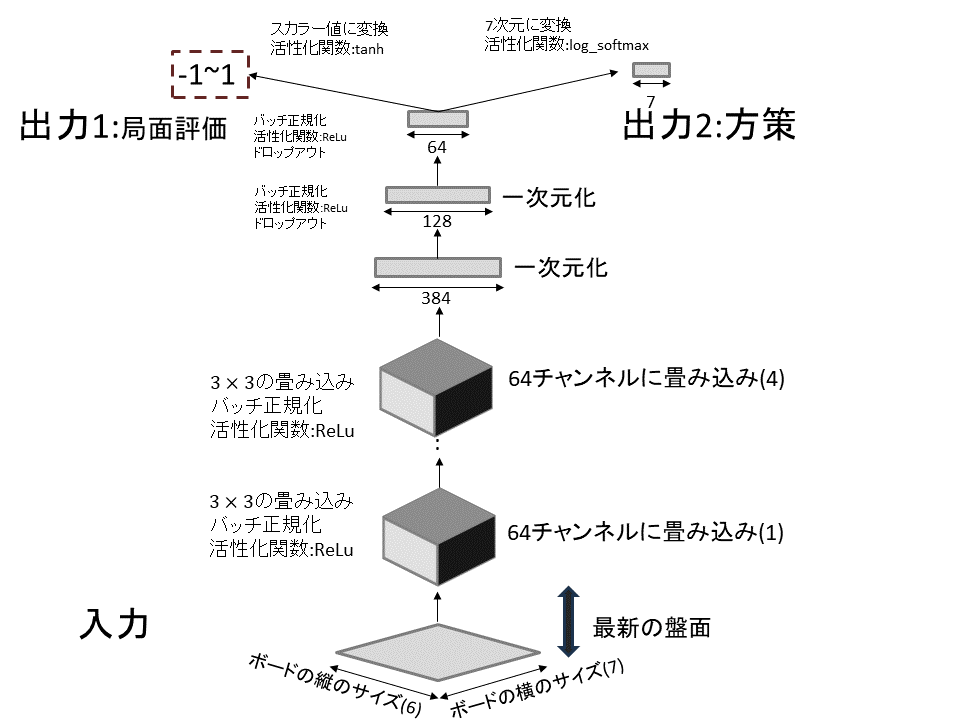 スカラー値に変換
活性化関数:tanh
7次元に変換
活性化関数:log_softmax
-1~1
7
出力1:局面評価
出力2:方策
バッチ正規化
活性化関数:ReLu
ドロップアウト
64
バッチ正規化
活性化関数:ReLu
ドロップアウト
一次元化
128
一次元化
384
3 × 3の畳み込み
バッチ正規化
活性化関数:ReLu
64チャンネルに畳み込み(4)
⋮
3 × 3の畳み込み
バッチ正規化
活性化関数:ReLu
64チャンネルに畳み込み(1)
入力
最新の盤面
ボードの縦のサイズ(6)
ボードの横のサイズ(7)